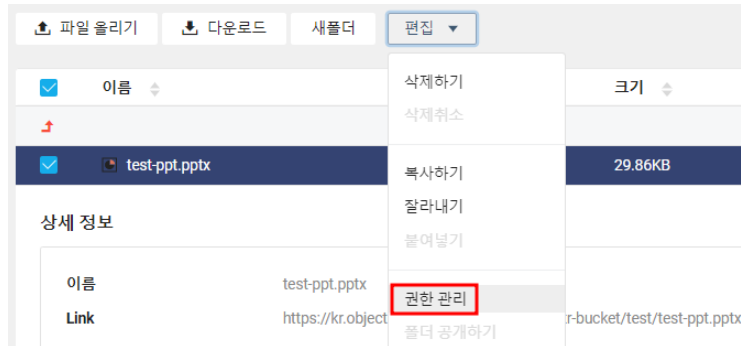 파일 올리기 다운로드 새폴더 편집
이름 크기
삭제하기
삭제취소
test-ppt.pptx 29.86KB
복사하기
잘라내기
붙여넣기
권한 관리
폴더 공개하기
상세 정보
이름 test-ppt.pptx
Link https://kr.object r-bucket/test/test-ppt.pptx